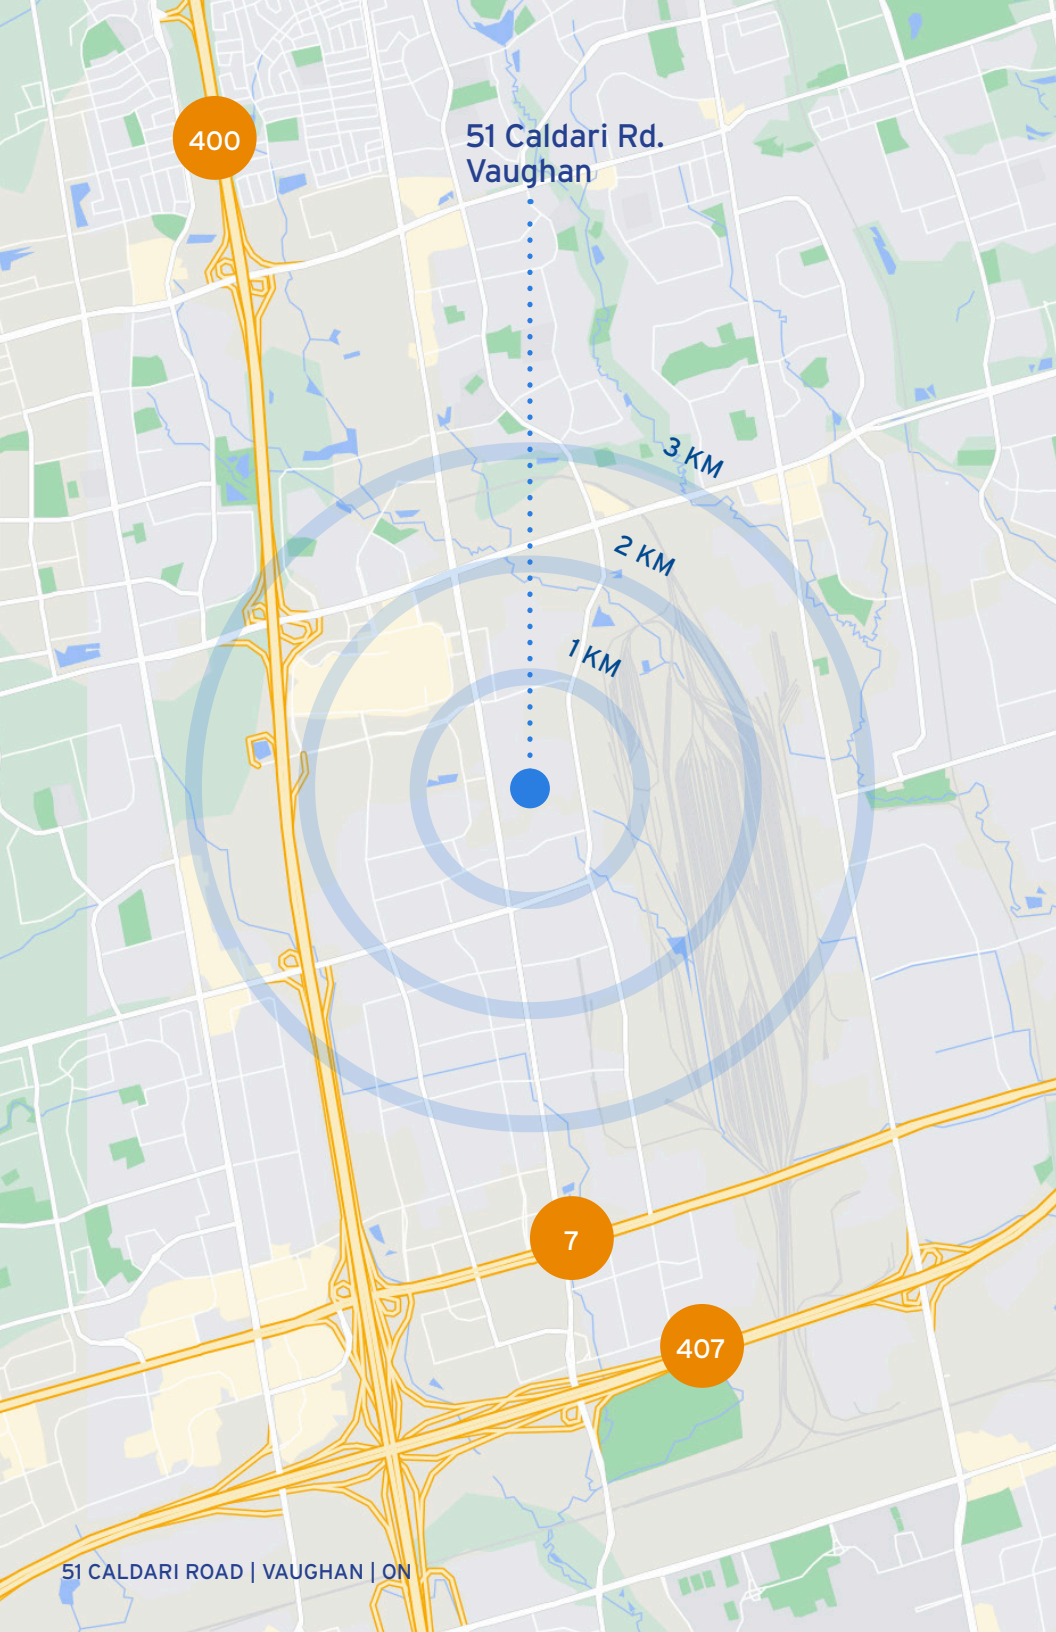 400
51 Caldari Rd.
Vaughan
3 KM
2 KM
1 KM
7
407
51 CALDARI ROAD | VAUGHAN | ON